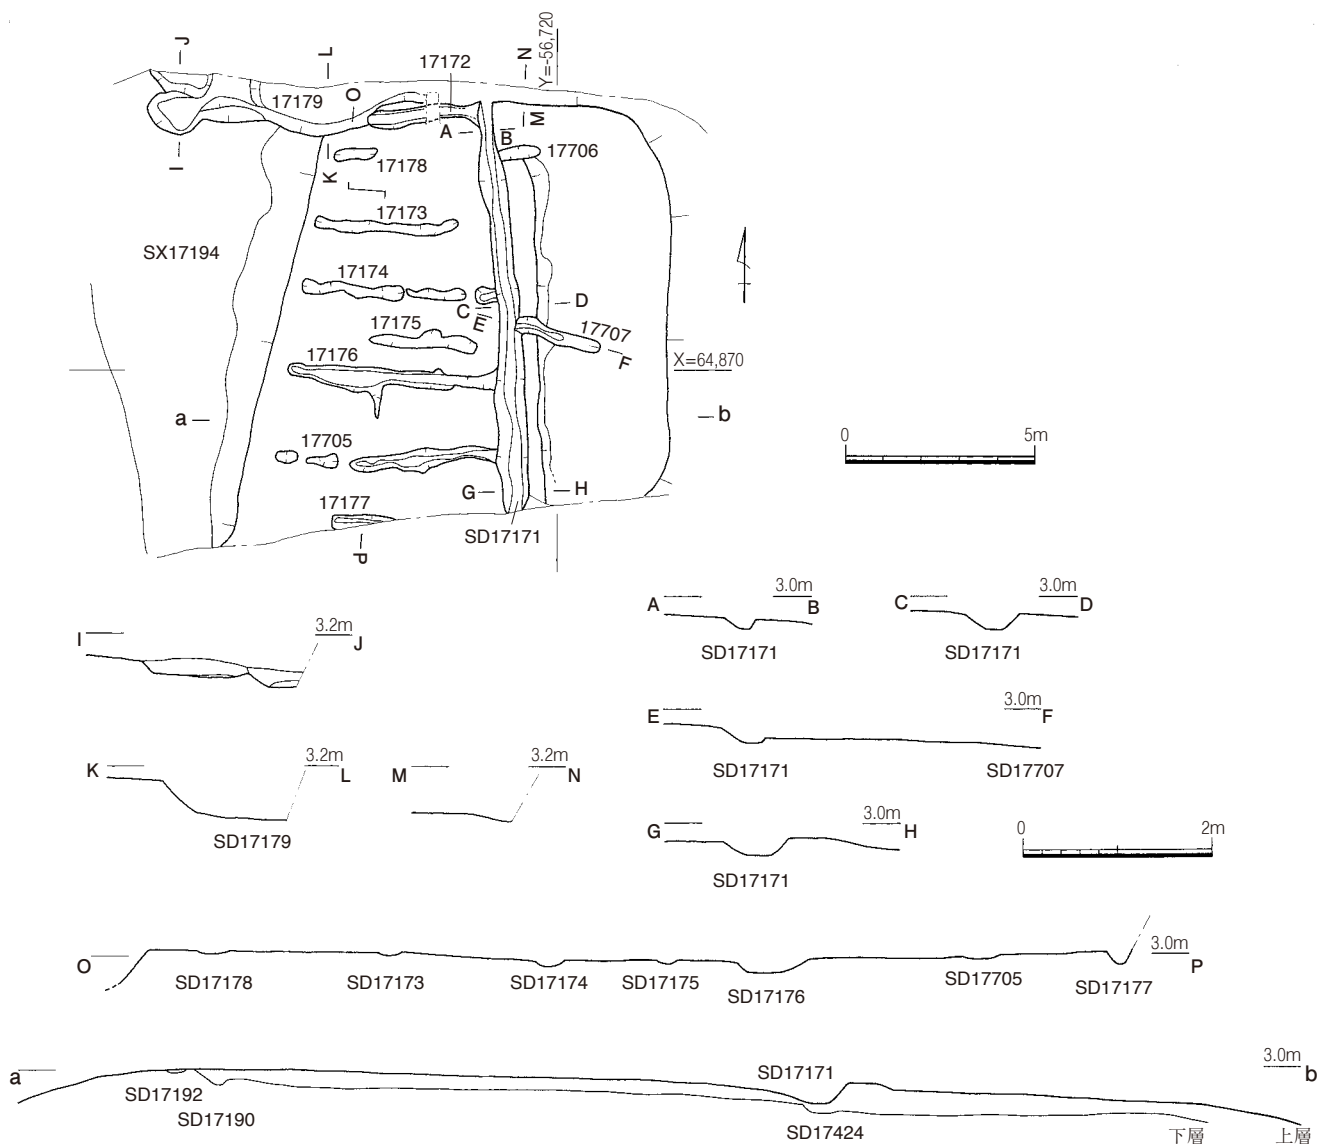 J
L
N
Y=-56,720
17172
17179
O
A
B
M
17706
I
K
17178
17173
SX17194
17174
C
D
E
17175
17707
F
17176
X=64,870
a
b
17705
0 5m
G
H
17177
SD17171
P
A 3.0m B
SD17171
C 3.0m D
SD17171
I 3.2m J
E 3.0m F
SD17171 SD17707
K 3.2m L
SD17179
M 3.2m N
G 3.0m H
SD17171
0 2m
O 3.0m P
SD17178 SD17173 SD17174 SD17175 SD17176 SD17705 SD17177
a 3.0m b
SD17171
SD17192
SD17190
SD17424
下層 上層